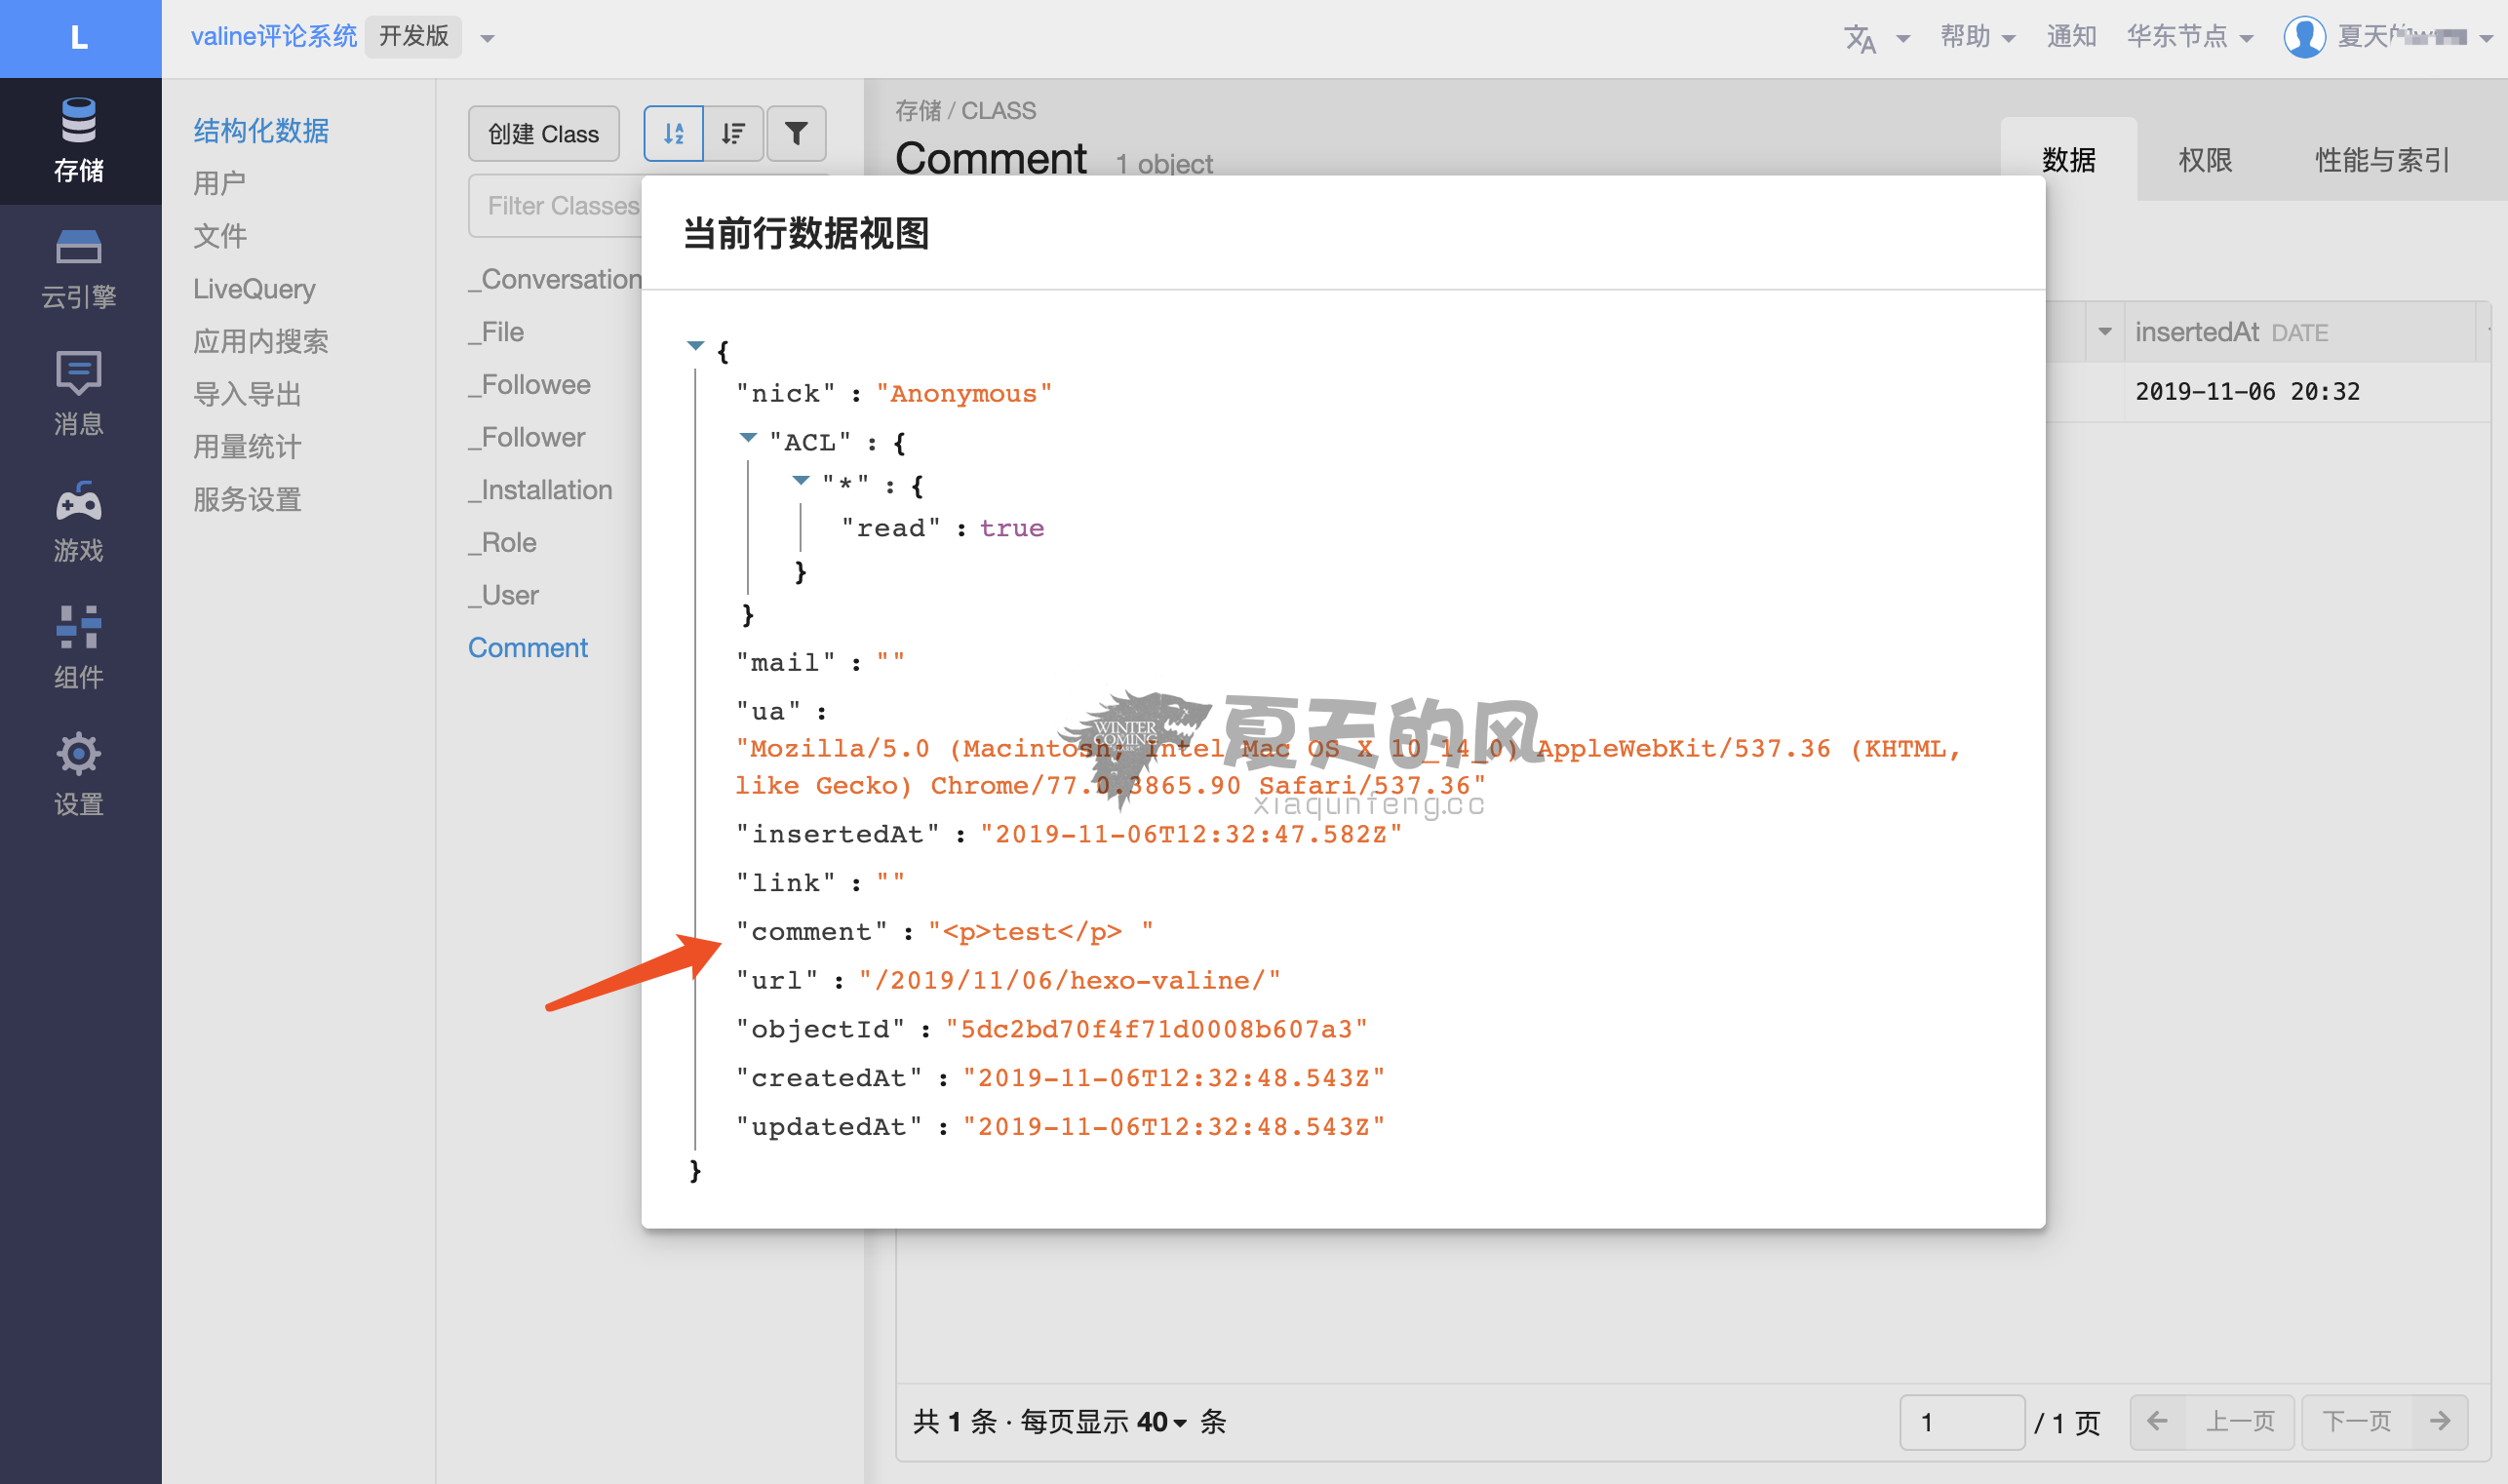 L
valine评论系统 开发版
帮助
通知
华东节点
夏天
存储
云引擎
消息
游戏
组件
设置
结构化数据
用户
文件
LiveQuery
应用内搜索
导入导出
用量统计
服务设置
创建 Class
Filter Classes
_Conversation
_File
_Followee
_Follower
_Installation
_Role
_User
Comment
存储 / CLASS
Comment 1 object
数据
权限
性能与索引
insertedAt DATE
2019-11-06 20:32
当前行数据视图
{
"nick" : "Anonymous"
"ACL" : {
"*" : {
"read" : true
}
}
"mail" : ""
"ua" :
"Mozilla/5.0 (Macintosh; Intel Mac OS X 10_14_0) AppleWebKit/537.36 (KHTML,
like Gecko) Chrome/77.0.3865.90 Safari/537.36"
"insertedAt" : "2019-11-06T12:32:47.582Z"
"link" : ""
"comment" : "<p>test</p> "
"url" : "/2019/11/06/hexo-valine/"
"objectId" : "5dc2bd70f4f71d0008b607a3"
"createdAt" : "2019-11-06T12:32:48.543Z"
"updatedAt" : "2019-11-06T12:32:48.543Z"
}
WINTER
COMING
夏天的风
xiaqunfeng.cc
共 1 条 · 每页显示 40 条
1 / 1 页
上一页
下一页